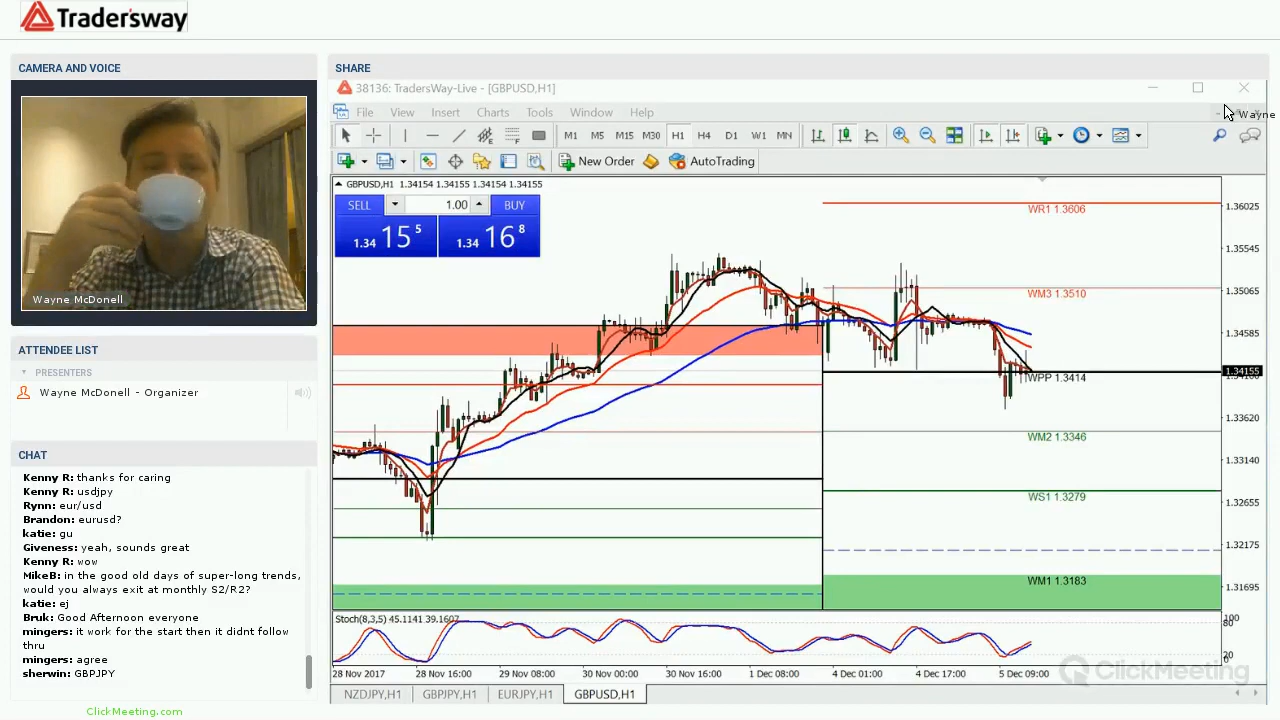 Tradersway
CAMERA AND VOICE
Wayne McDonell
ATTENDEE LIST
PRESENTERS
Wayne McDonell - Organizer
CHAT
Kenny R: thanks for caring
Kenny R: usdjpy
Rynn: eur/usd
Brandon: eurusd?
katie: gu
Giveness: yeah, sounds great
Kenny R: wow
MikeB: in the good old days of super-long trends,
would you always exit at monthly S2/R2?
katie: ej
Bruk: Good Afternoon everyone
mingers: it work for the start then it didnt follow
thru
mingers: agree
sherwin: GBPJPY
ClickMeeting.com
SHARE
38136: TradersWay-Live - [GBPUSD,H1]
File View Insert Charts Tools Window Help
Wayne
M1 M5 M15 M30 H1 H4 D1 W1 MN
New Order AutoTrading
GBPUSD,H1 1.34154 1.34155 1.34154 1.34155
SELL 1.00 BUY
1.34 15 5 1.34 16 8
WR1 1.3606
WM3 1.3510
WPP 1.3414
WM2 1.3346
WS1 1.3279
WM1 1.3183
1.36025
1.35545
1.35065
1.34585
1.34155
1.33620
1.33140
1.32655
1.32175
1.31695
Stoch(8,3,5) 45.1141 39.1607
100
80
20
0
28 Nov 2017 28 Nov 16:00 29 Nov 08:00 30 Nov 00:00 30 Nov 16:00 1 Dec 08:00 4 Dec 01:00 4 Dec 17:00 5 Dec 09:00
ClickMeeting
NZDJPY,H1 GBPJPY,H1 EURJPY,H1 GBPUSD,H1